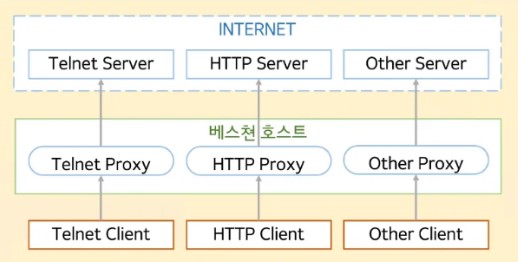 INTERNET
Telnet Server HTTP Server Other Server
베스쳔 호스트
Telnet Proxy HTTP Proxy Other Proxy
Telnet Client HTTP Client Other Client